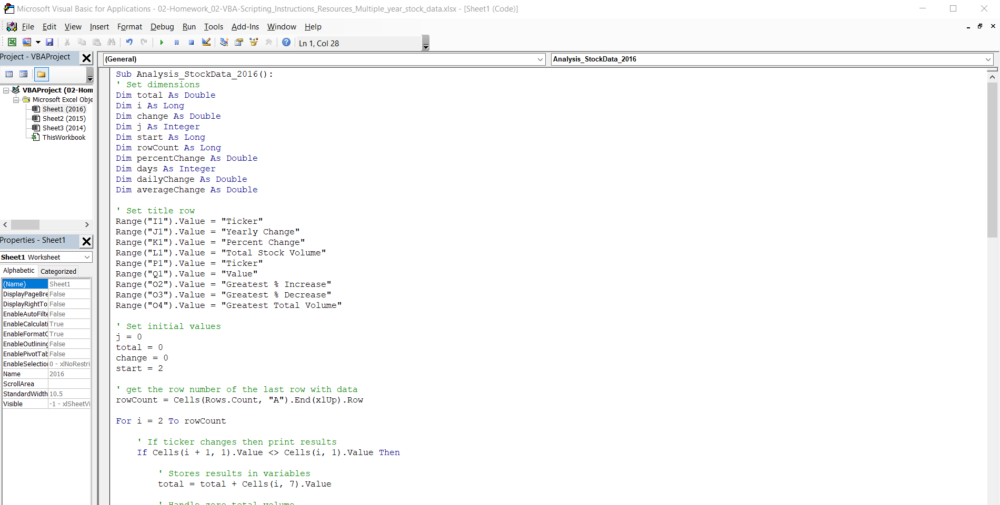 Microsoft Visual Basic for Applications - 02-Homework_02-VBA-Scripting_Instructions_Resources_Multiple_year_stock_data.xlsx - [Sheet1 (Code)]
File Edit View Insert Format Debug Run Tools Add-Ins Window Help
Ln 1, Col 28
Project - VBAProject
VBAProject (02-Hom
Microsoft Excel Obje
Sheet1 (2016)
Sheet2 (2015)
Sheet3 (2014)
ThisWorkbook
Properties - Sheet1
Sheet1 Worksheet
Alphabetic Categorized
(Name) Sheet1
DisplayPageBre False
DisplayRightTo False
EnableAutoFilte False
EnableCalculati True
EnableFormatC True
EnableOutlining False
EnablePivotTab False
EnableSelection 0 - xlNoRestri
Name 2016
ScrollArea
StandardWidth 10.5
Visible -1 - xlSheetVi
(General) Analysis_StockData_2016
Sub Analysis_StockData_2016():
' Set dimensions
Dim total As Double
Dim i As Long
Dim change As Double
Dim j As Integer
Dim start As Long
Dim rowCount As Long
Dim percentChange As Double
Dim days As Integer
Dim dailyChange As Double
Dim averageChange As Double
' Set title row
Range("I1").Value = "Ticker"
Range("J1").Value = "Yearly Change"
Range("K1").Value = "Percent Change"
Range("L1").Value = "Total Stock Volume"
Range("P1").Value = "Ticker"
Range("Q1").Value = "Value"
Range("O2").Value = "Greatest % Increase"
Range("O3").Value = "Greatest % Decrease"
Range("O4").Value = "Greatest Total Volume"
' Set initial values
j = 0
total = 0
change = 0
start = 2
' get the row number of the last row with data
rowCount = Cells(Rows.Count, "A").End(xlUp).Row
For i = 2 To rowCount
' If ticker changes then print results
If Cells(i + 1, 1).Value <> Cells(i, 1).Value Then
' Stores results in variables
total = total + Cells(i, 7).Value
' Handle zero total volume